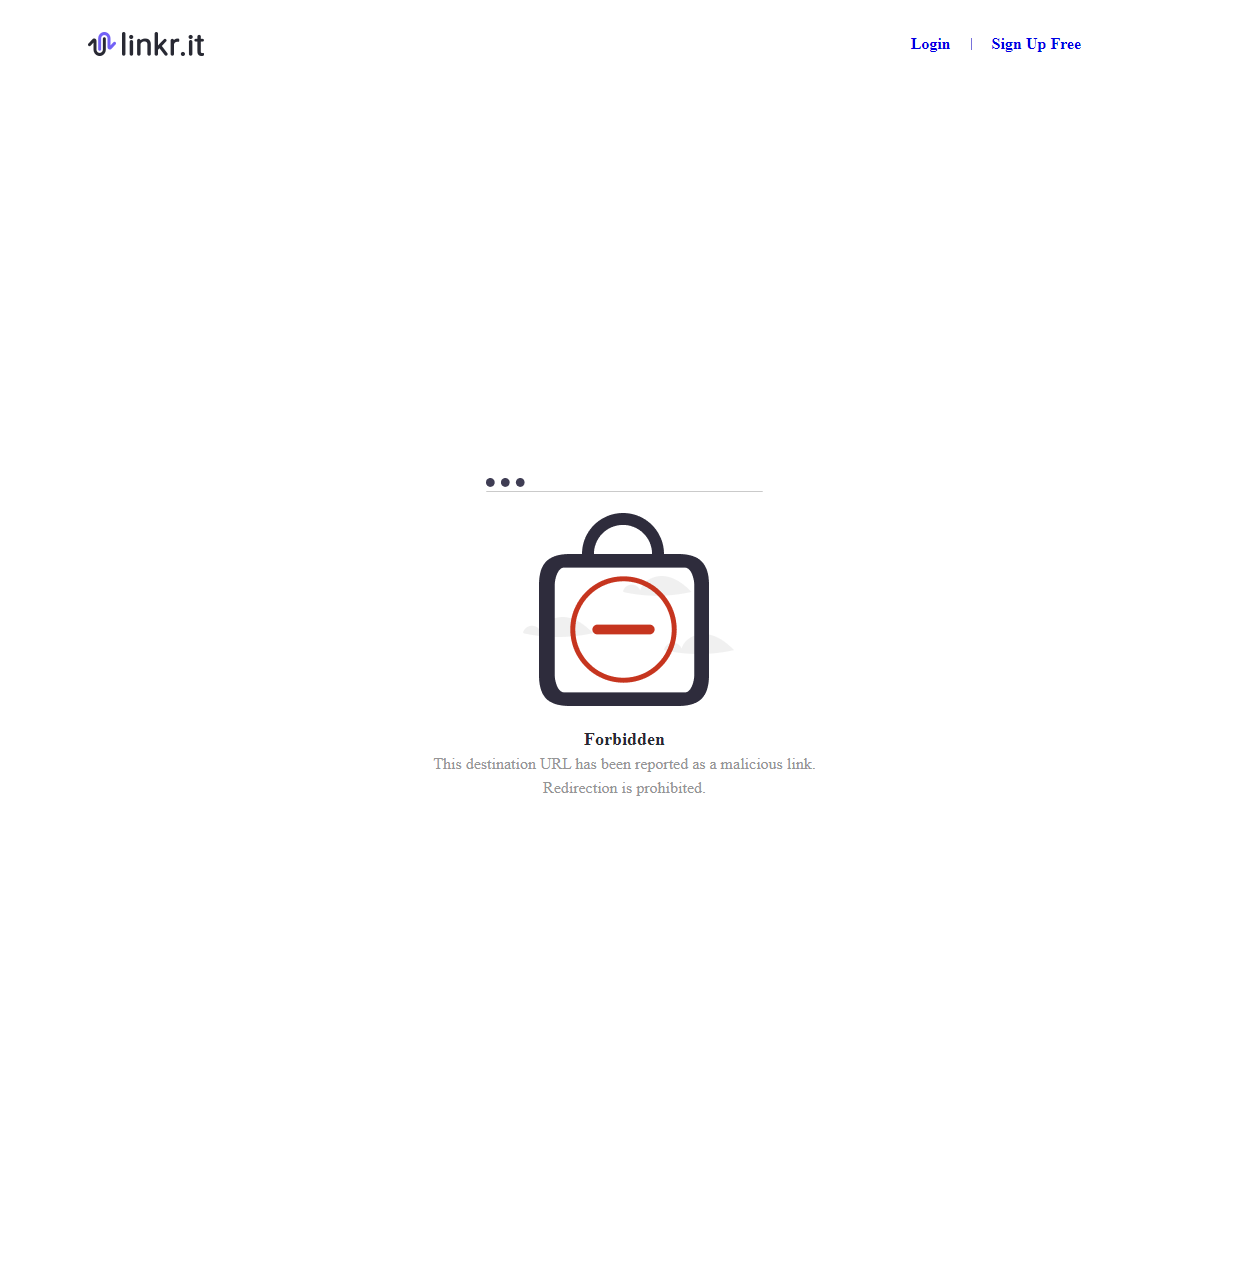 linkr.it
Login | Sign Up Free
Forbidden
This destination URL has been reported as a malicious link.
Redirection is prohibited.